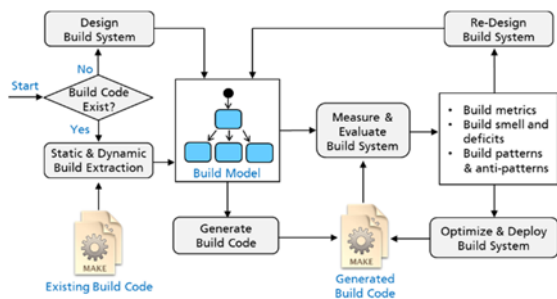 Design
Build System
Re-Design
Build System
No
Start
Build Code
Exist?
Yes
Static & Dynamic
Build Extraction
Build Model
Measure &
Evaluate
Build System
• Build metrics
• Build smell and
deficits
• Build patterns
& anti-patterns
Generate
Build Code
Optimize & Deploy
Build System
MAKE
Existing Build Code
MAKE
Generated
Build Code